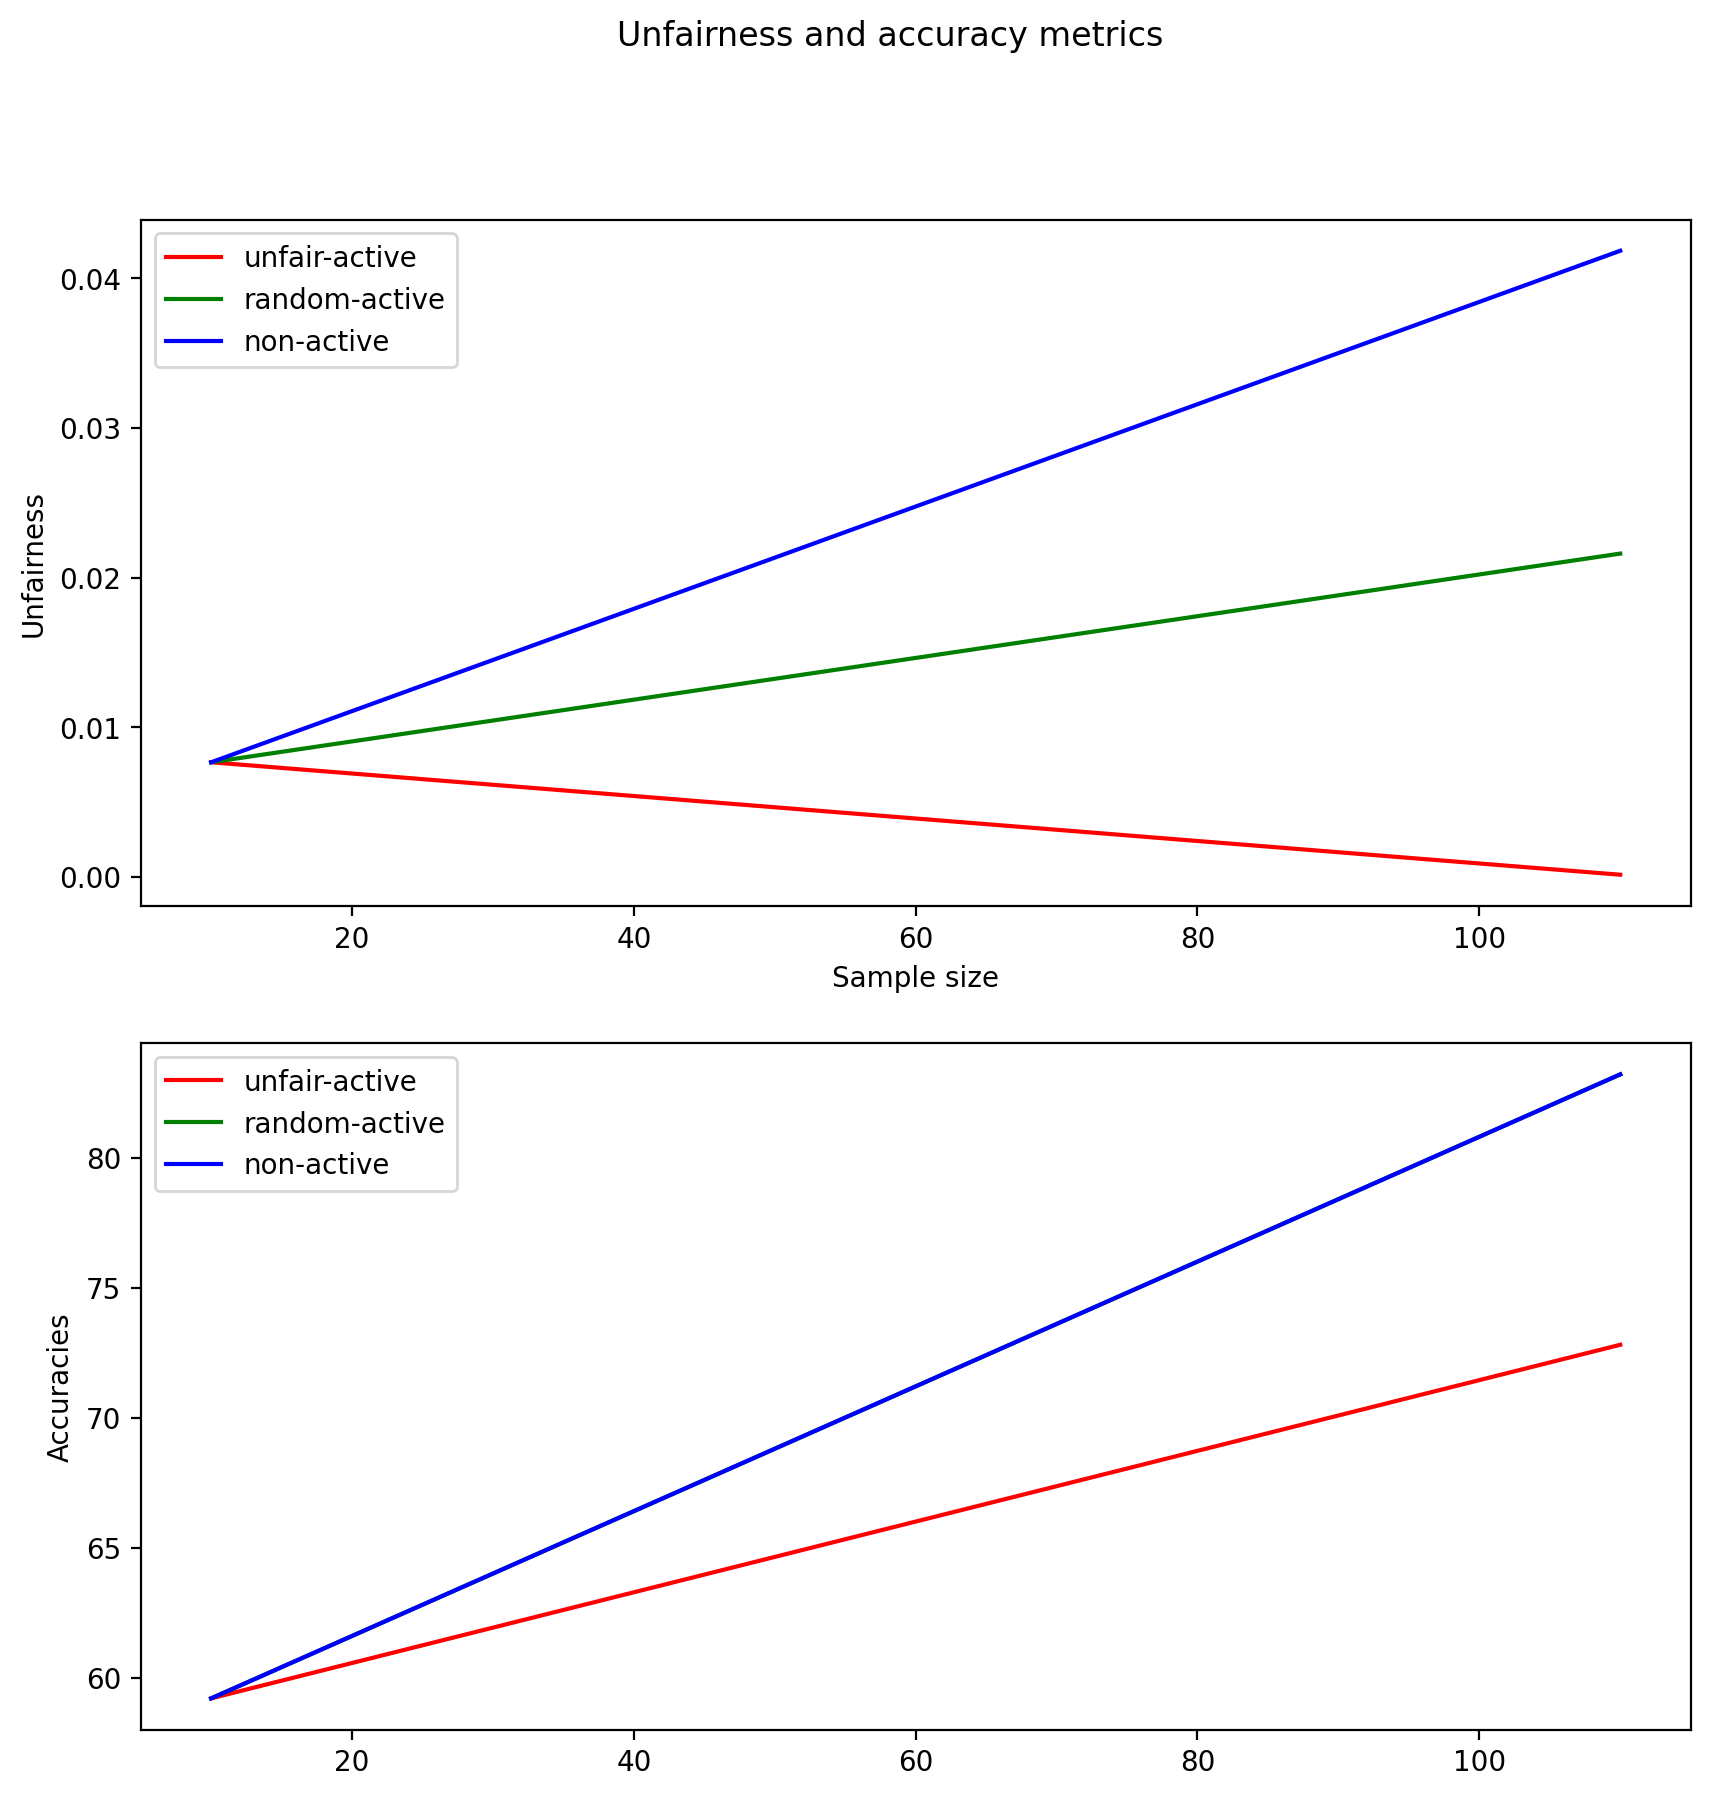 Unfairness and accuracy metrics
unfair-active
random-active
non-active
0.04
0.03
0.02
0.01
0.00
Unfairness
20 40 60 80 100
Sample size
unfair-active
random-active
non-active
80
75
70
65
60
Accuracies
20 40 60 80 100